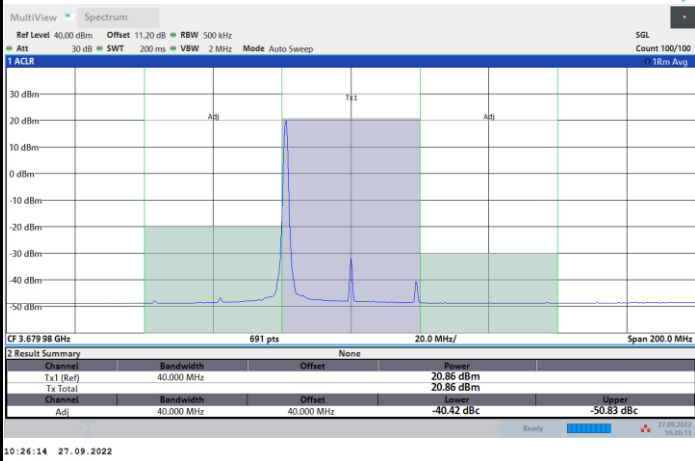 MultiView Spectrum
Ref Level 40.00 dBm Offset 11.20 dB RBW 500 kHz SGL
Att 30 dB SWT 200 ms VBW 2 MHz Mode Auto Sweep Count 100/100
1 ACLR 1Rm Avg
30 dBm
Tx1
20 dBm Adj Adj
10 dBm
0 dBm
-10 dBm
-20 dBm
-30 dBm
-40 dBm
-50 dBm
CF 3.67998 GHz 691 pts 20.0 MHz/ Span 200.0 MHz
2 Result Summary None
Channel Bandwidth Offset Power
Tx1 (Ref) 40.000 MHz 20.86 dBm
Tx Total 20.86 dBm
Channel Bandwidth Offset Lower Upper
Adj 40.000 MHz 40.000 MHz -40.42 dBc -50.83 dBc
Ready 27.09.2022
10:26:13
10:26:14 27.09.2022